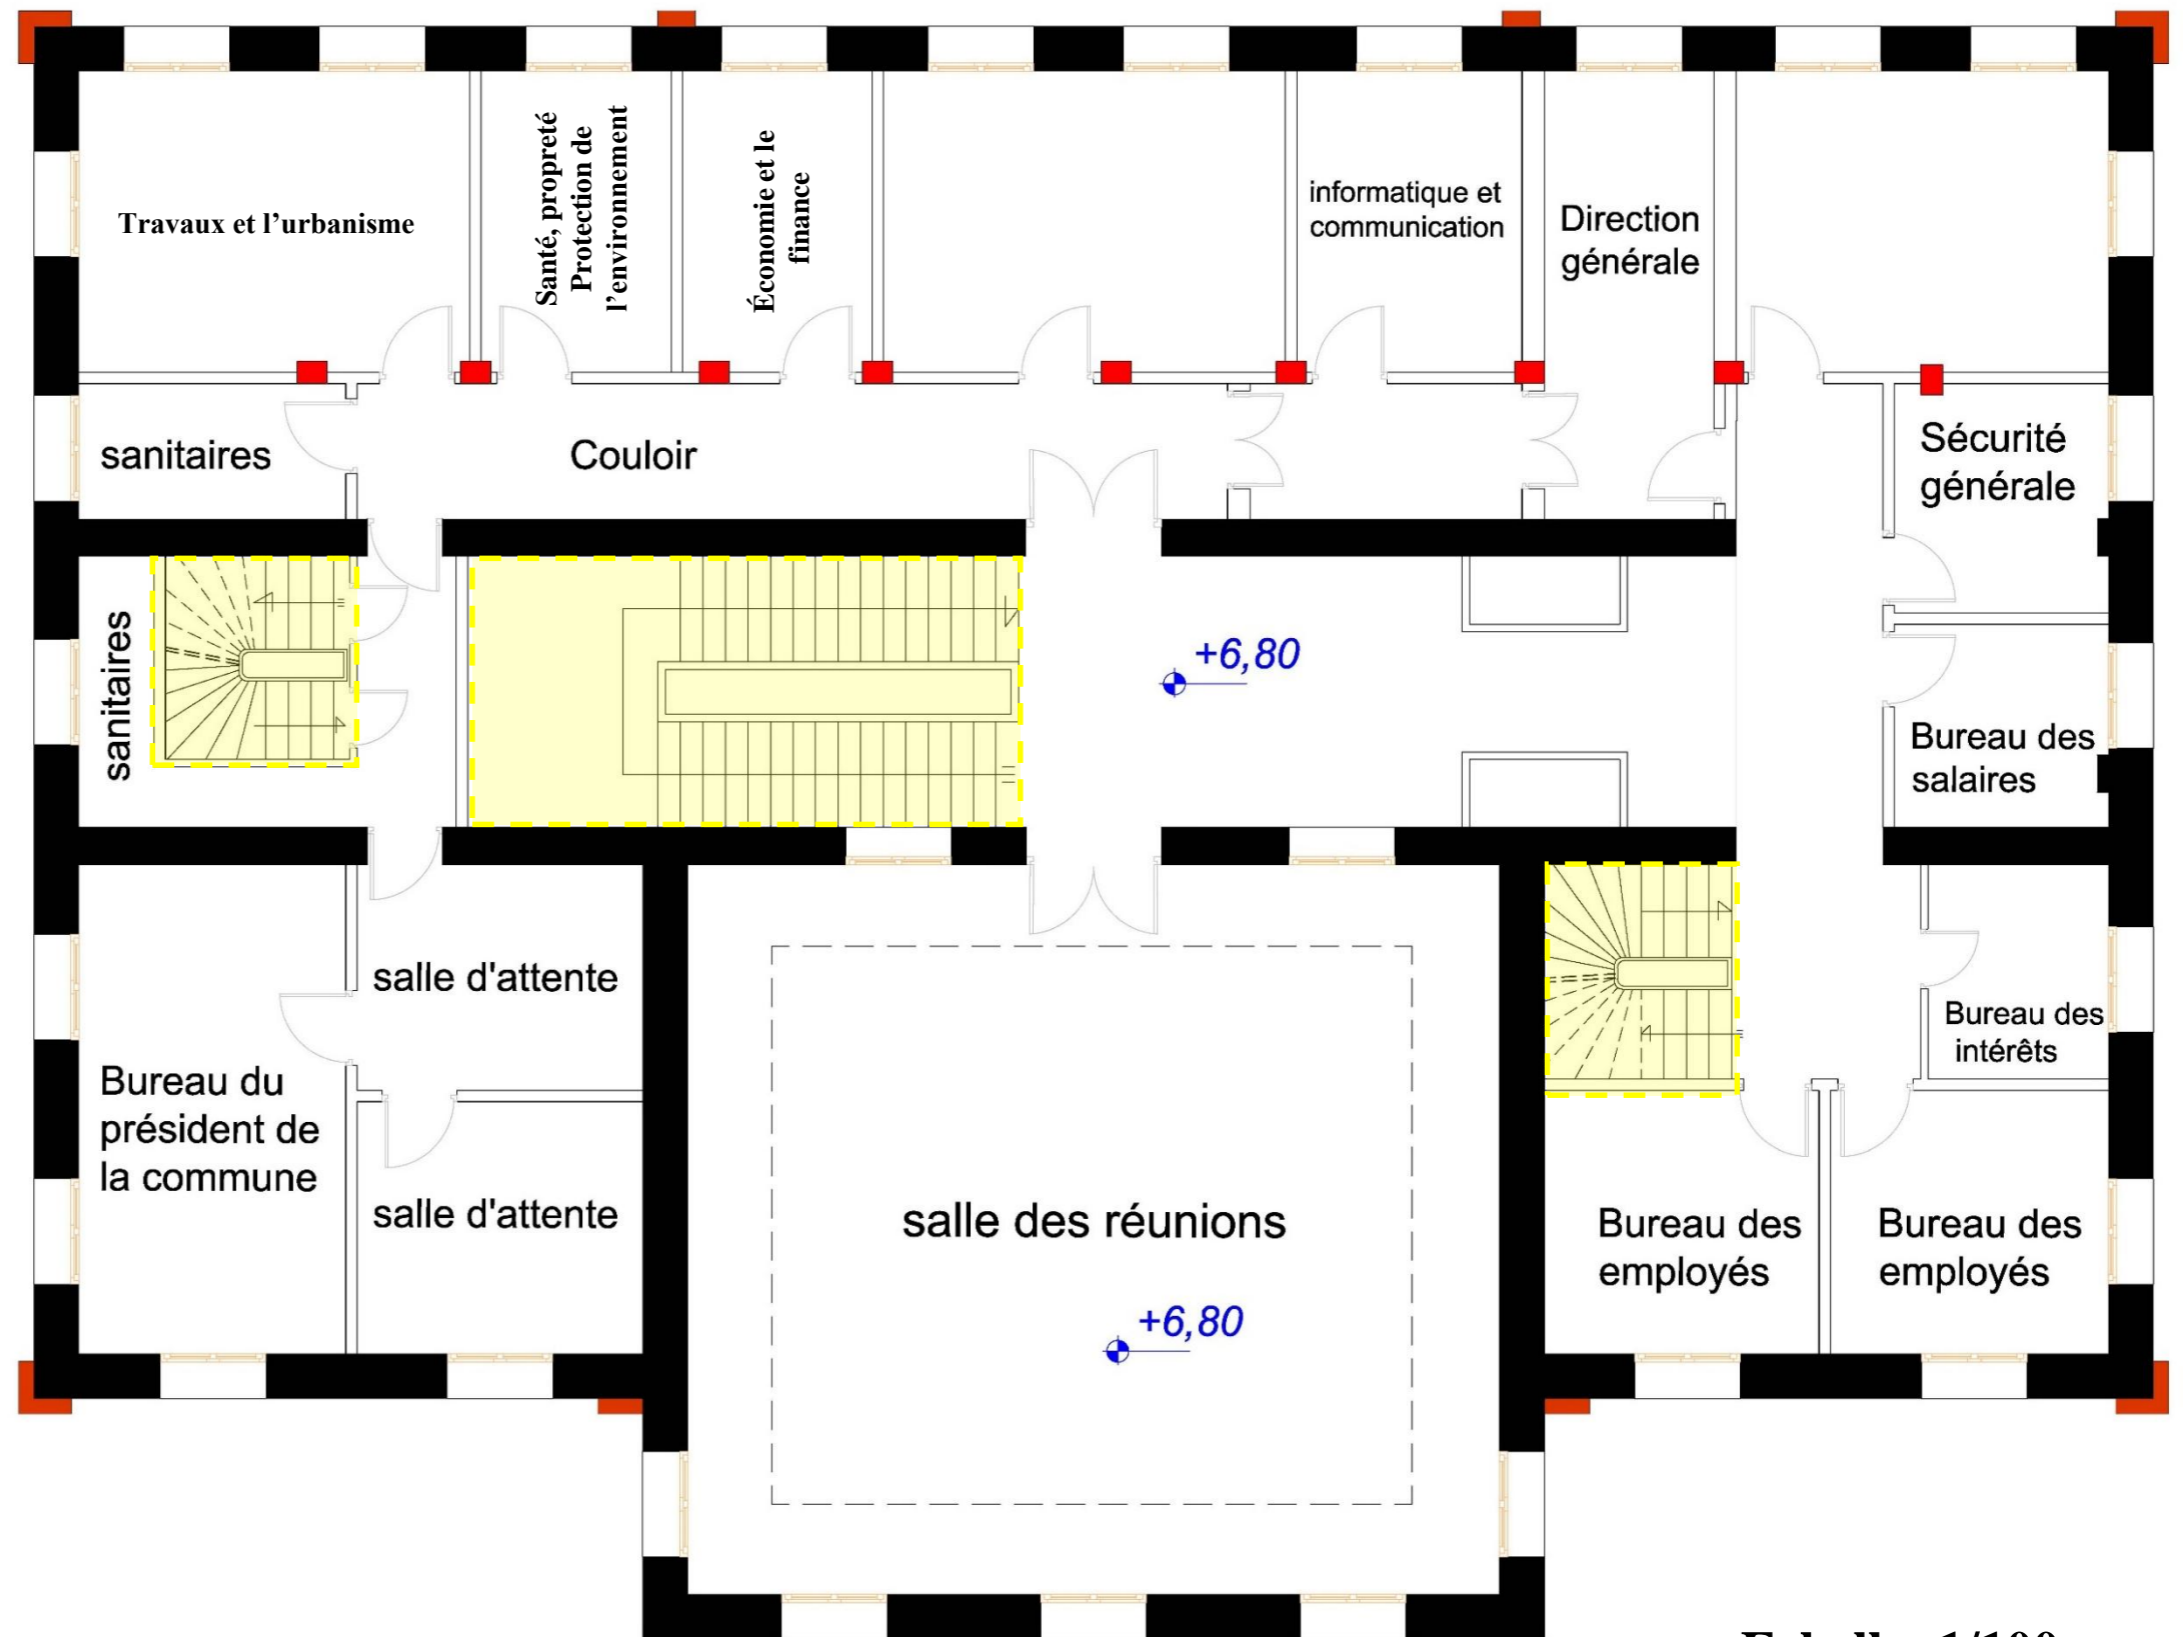 Travaux et l’urbanisme
Santé, propreté
Protection de
l’environnement
Économie et le
finance
informatique et
communication
Direction
générale
sanitaires
Couloir
Sécurité
générale
sanitaires
+6,80
Bureau des
salaires
salle d'attente
Bureau des
intérêts
Bureau du
président de
la commune
salle d'attente
salle des réunions
+6,80
Bureau des
employés
Bureau des
employés